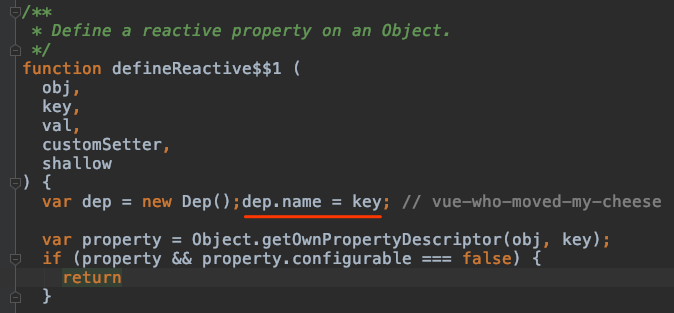 /**
 * Define a reactive property on an Object.
 */
function defineReactive$$1 (
  obj,
  key,
  val,
  customSetter,
  shallow
) {
  var dep = new Dep();dep.name = key; // vue-who-moved-my-cheese

  var property = Object.getOwnPropertyDescriptor(obj, key);
  if (property && property.configurable === false) {
    return
  }